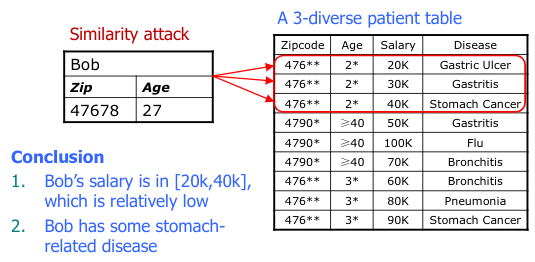 Similarity attack
Bob
Zip Age
47678 27
Conclusion
1. Bob's salary is in [20k,40k],
which is relatively low
2. Bob has some stomach-
related disease
A 3-diverse patient table
Zipcode Age Salary Disease
476** 2* 20K Gastric Ulcer
476** 2* 30K Gastritis
476** 2* 40K Stomach Cancer
4790* ≥40 50K Gastritis
4790* ≥40 100K Flu
4790* ≥40 70K Bronchitis
476** 3* 60K Bronchitis
476** 3* 80K Pneumonia
476** 3* 90K Stomach Cancer